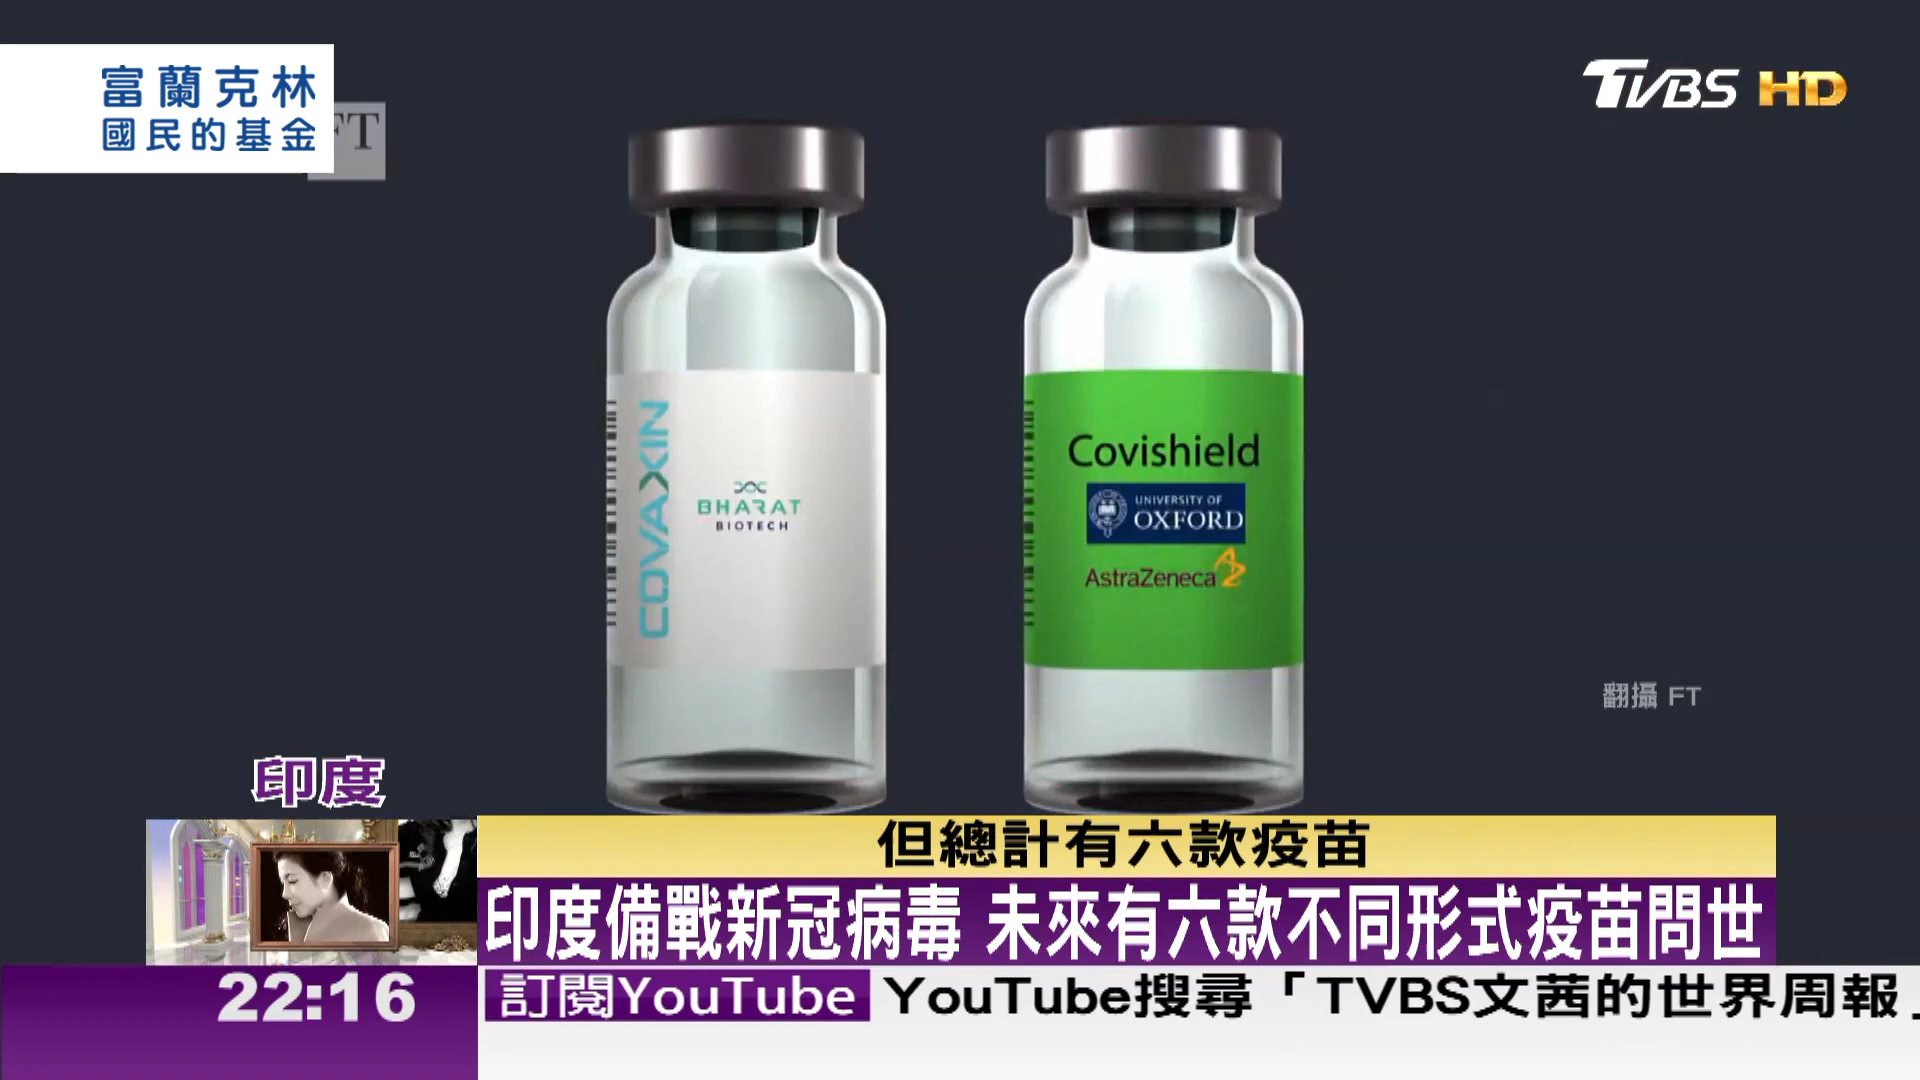 富蘭克林
國民的基金
FT
TVBS HD
COVAXIN
BHARAT
BIOTECH
Covishield
UNIVERSITY OF
OXFORD
AstraZeneca
翻攝 FT
印度
但總計有六款疫苗
印度備戰新冠病毒 未來有六款不同形式疫苗問世
22:16
訂閱YouTube YouTube搜尋「TVBS文茜的世界周報」